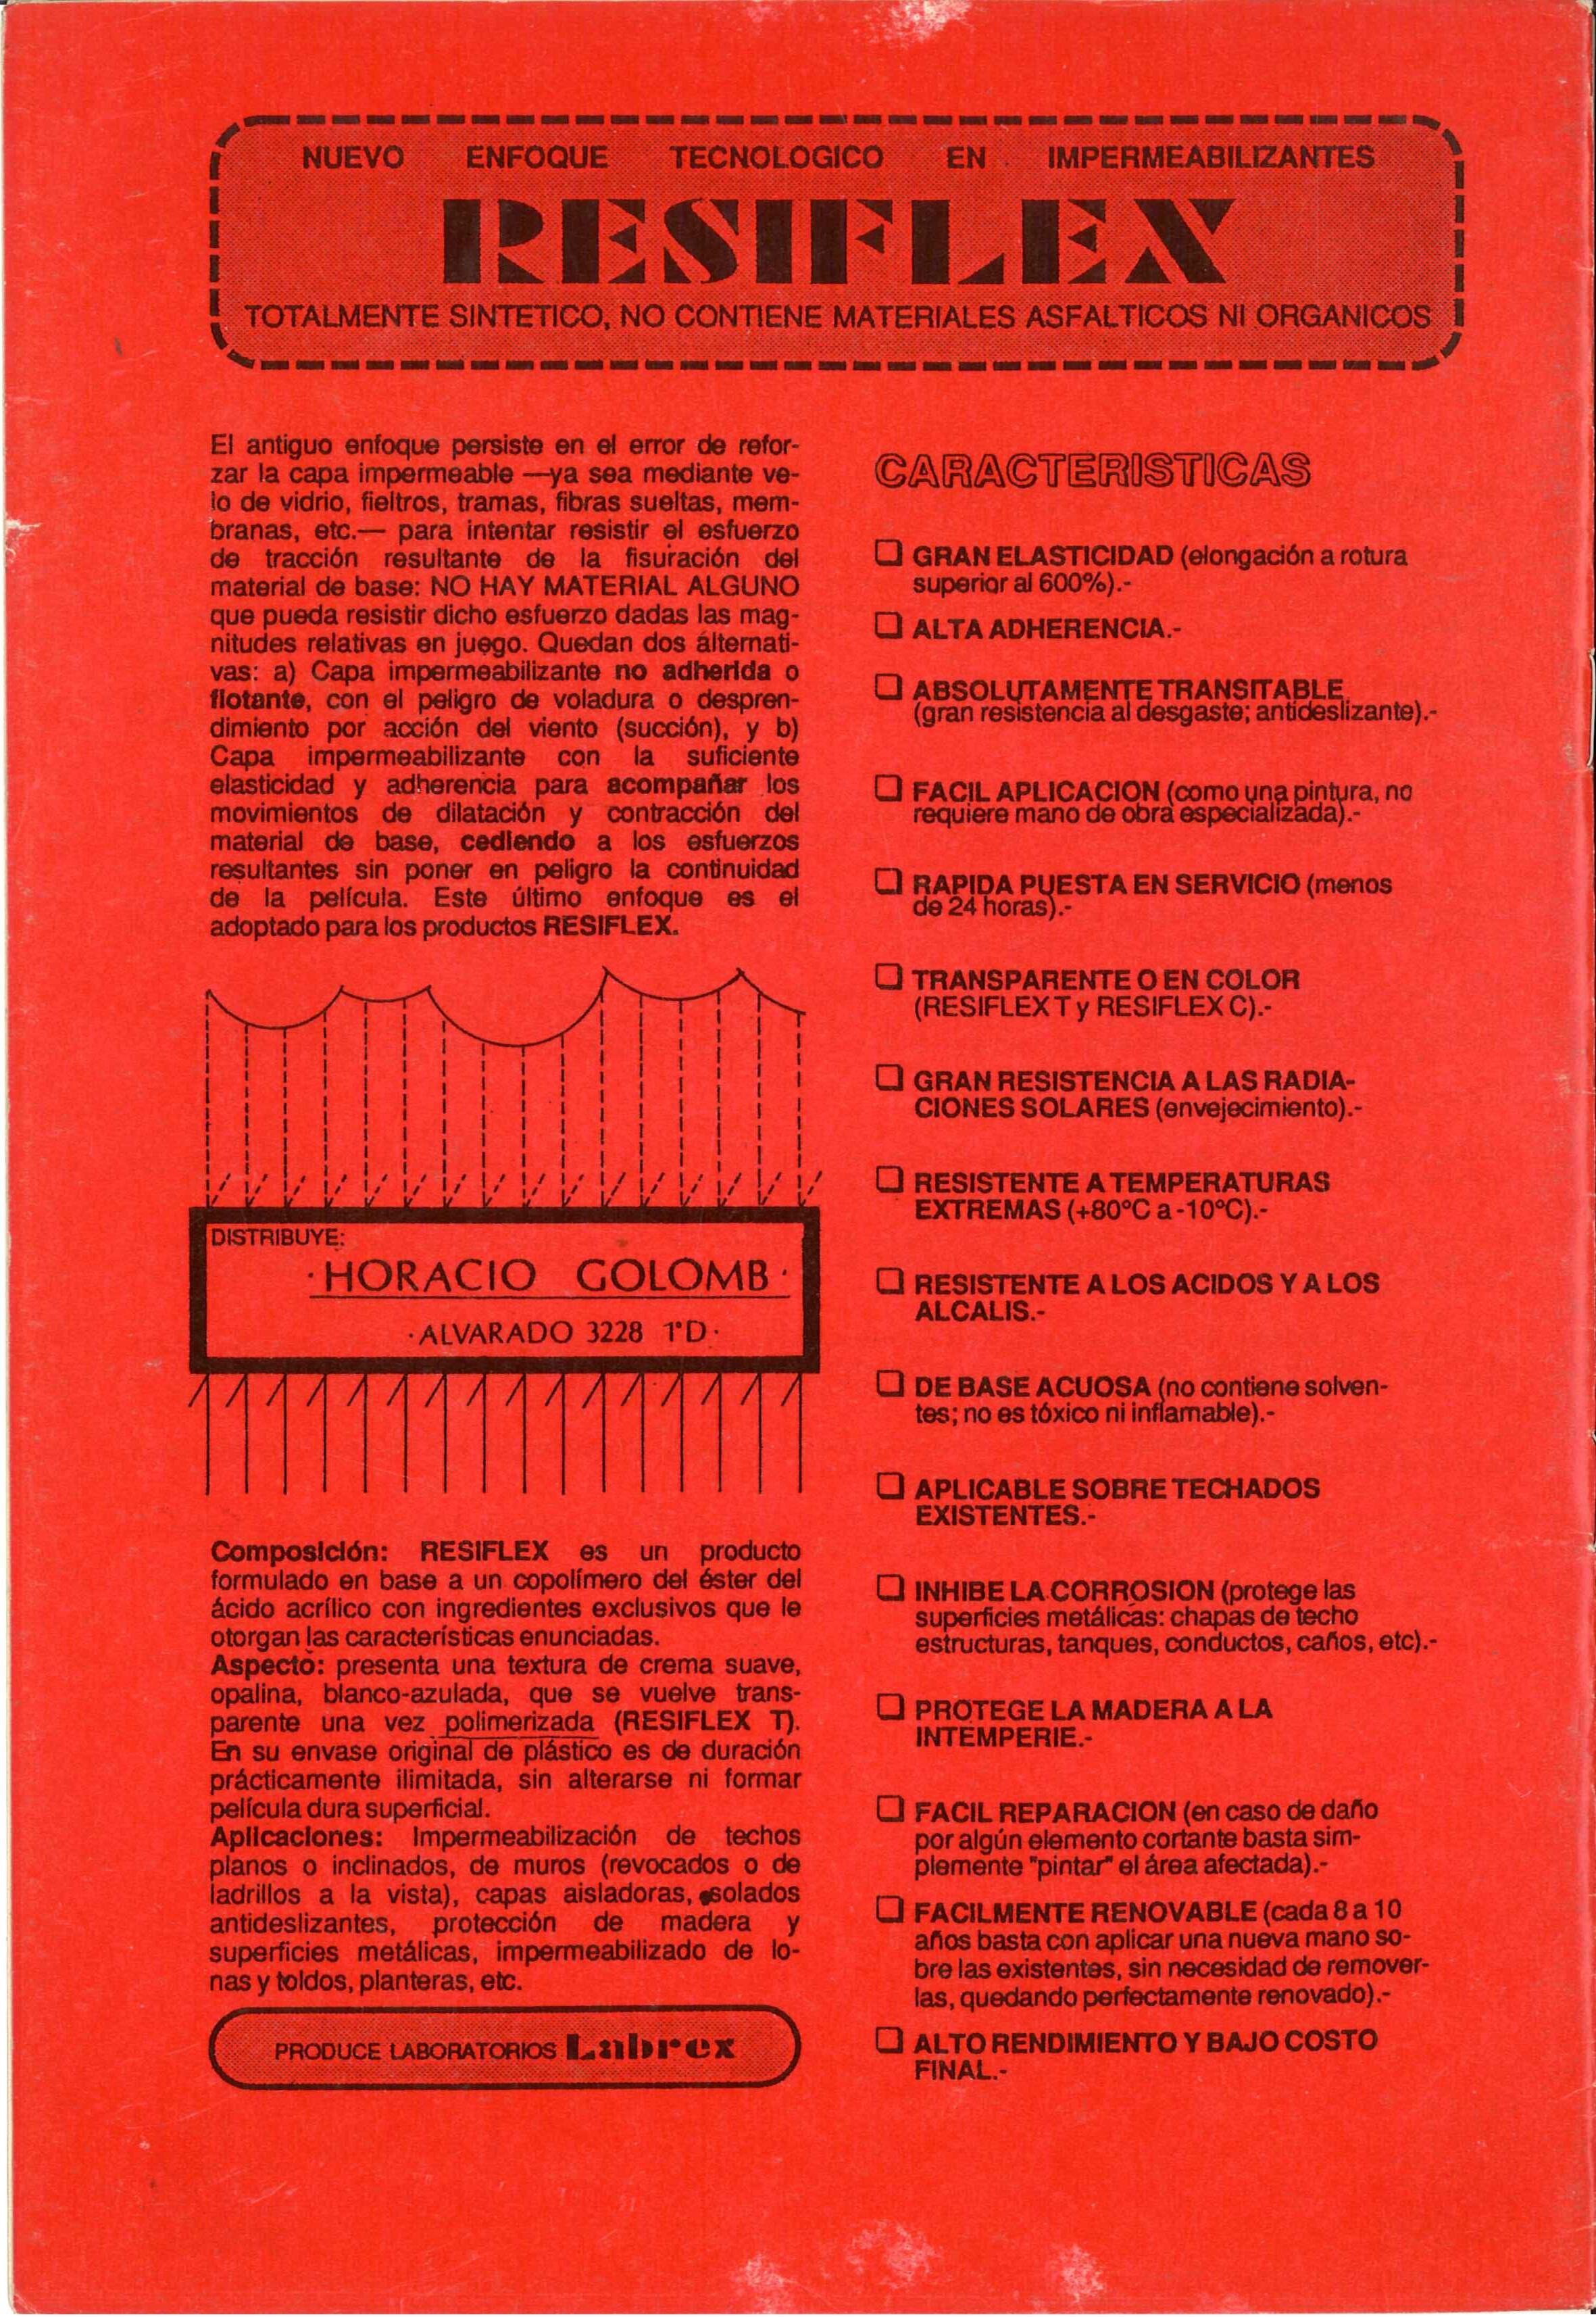 NUEVO ENFOQUE TECNOLOGICO EN IMPERMEABILIZANTES
RESIFLEX
TOTALMENTE SINTETICO, NO CONTIENE MATERIALES ASFALTICOS NI ORGANICOS
El antiguo enfoque persiste en el error de refor-
zar la capa impermeable —ya sea mediante ve-
lo de vidrio, fieltros, tramas, fibras sueltas, mem-
branas, etc.— para intentar resistir el esfuerzo
de tracción resultante de la fisuración del
material de base: NO HAY MATERIAL ALGUNO
que pueda resistir dicho esfuerzo dadas las mag-
nitudes relativas en juego. Quedan dos alternati-
vas: a) Capa impermeabilizante no adherida o
flotante, con el peligro de voladura o despren-
dimiento por acción del viento (succión), y b)
Capa impermeabilizante con la suficiente
elasticidad y adherencia para acompañar los
movimientos de dilatación y contracción del
material de base, cediendo a los esfuerzos
resultantes sin poner en peligro la continuidad
de la película. Este último enfoque es el
adoptado para los productos RESIFLEX.
DISTRIBUYE:
·HORACIO GOLOMB·
·ALVARADO 3228 1°D·
Composición: RESIFLEX es un producto
formulado en base a un copolímero del éster del
ácido acrílico con ingredientes exclusivos que le
otorgan las características enunciadas.
Aspecto: presenta una textura de crema suave,
opalina, blanco-azulada, que se vuelve trans-
parente una vez polimerizada (RESIFLEX T).
En su envase original de plástico es de duración
prácticamente ilimitada, sin alterarse ni formar
película dura superficial.
Aplicaciones: Impermeabilización de techos
planos o inclinados, de muros (revocados o de
ladrillos a la vista), capas aisladoras, solados
antideslizantes, protección de madera y
superficies metálicas, impermeabilizado de lo-
nas y toldos, planteras, etc.
PRODUCE LABORATORIOS Labrex
CARACTERISTICAS
❏ GRAN ELASTICIDAD (elongación a rotura
superior al 600%).-
❏ ALTA ADHERENCIA.-
❏ ABSOLUTAMENTE TRANSITABLE
(gran resistencia al desgaste; antideslizante).-
❏ FACIL APLICACION (como una pintura, no
requiere mano de obra especializada).-
❏ RAPIDA PUESTA EN SERVICIO (menos
de 24 horas).-
❏ TRANSPARENTE O EN COLOR
(RESIFLEX T y RESIFLEX C).-
❏ GRAN RESISTENCIA A LAS RADIA-
CIONES SOLARES (envejecimiento).-
❏ RESISTENTE A TEMPERATURAS
EXTREMAS (+80°C a -10°C).-
❏ RESISTENTE A LOS ACIDOS Y A LOS
ALCALIS.-
❏ DE BASE ACUOSA (no contiene solven-
tes; no es tóxico ni inflamable).-
❏ APLICABLE SOBRE TECHADOS
EXISTENTES.-
❏ INHIBE LA CORROSION (protege las
superficies metálicas: chapas de techo
estructuras, tanques, conductos, caños, etc).-
❏ PROTEGE LA MADERA A LA
INTEMPERIE.-
❏ FACIL REPARACION (en caso de daño
por algún elemento cortante basta sim-
plemente "pintar" el área afectada).-
❏ FACILMENTE RENOVABLE (cada 8 a 10
años basta con aplicar una nueva mano so-
bre las existentes, sin necesidad de remover-
las, quedando perfectamente renovado).-
❏ ALTO RENDIMIENTO Y BAJO COSTO
FINAL.-